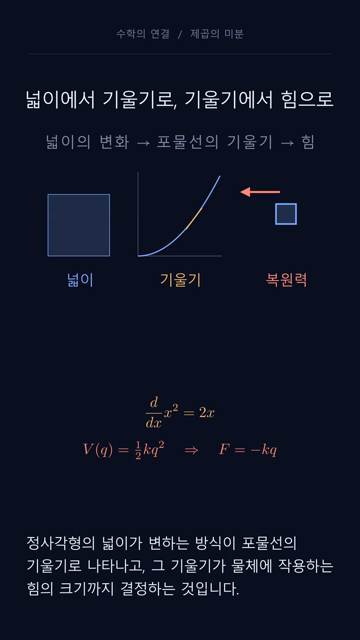 수학의 연결 / 제곱의 미분
넓이에서 기울기로, 기울기에서 힘으로
넓이의 변화 → 포물선의 기울기 → 힘
넓이 기울기 복원력
d/dx x² = 2x
V(q) = ½kq² ⇒ F = −kq
정사각형의 넓이가 변하는 방식이 포물선의
기울기로 나타나고, 그 기울기가 물체에 작용하는
힘의 크기까지 결정하는 것입니다.